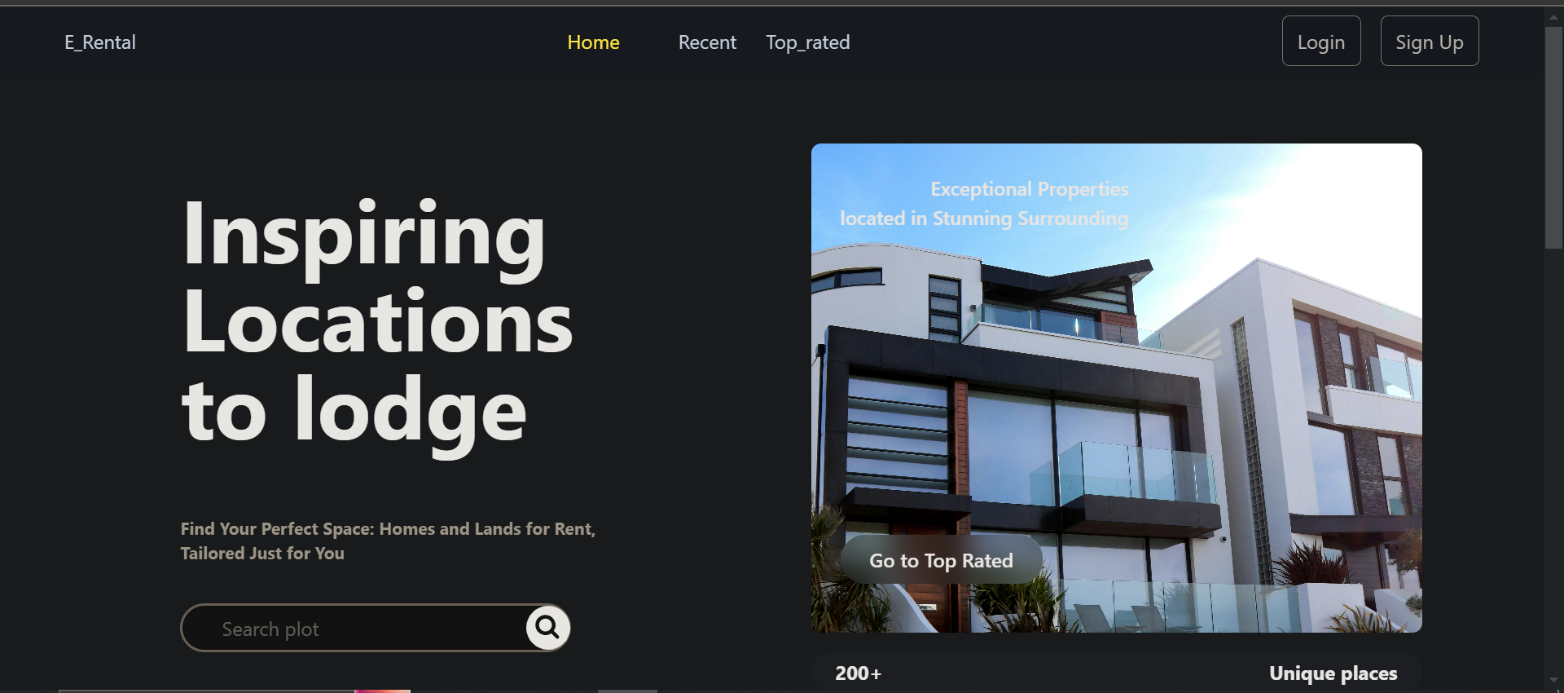 E_Rental
Home
Recent
Top_rated
Login
Sign Up
Inspiring
Locations
to lodge
Find Your Perfect Space: Homes and Lands for Rent,
Tailored Just for You
Search plot
Exceptional Properties
located in Stunning Surrounding
Go to Top Rated
200+
Unique places